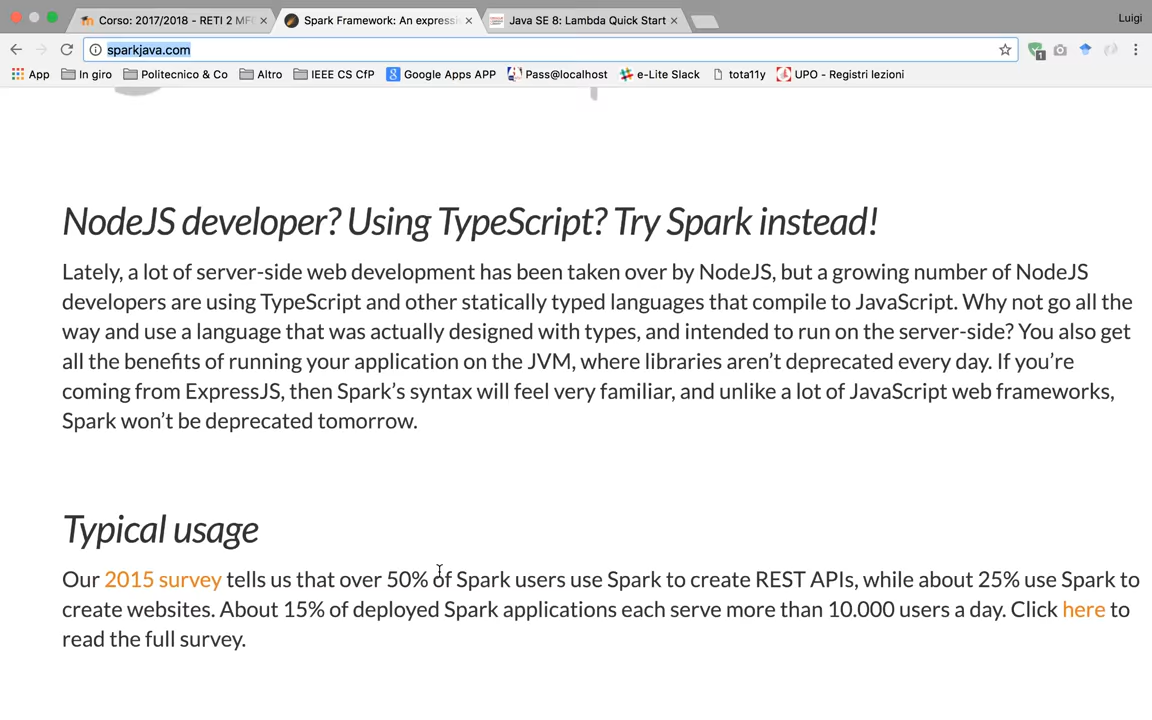 Luigi
Corso: 2017/2018 - RETI 2 MF
Spark Framework: An expressi
Java SE 8: Lambda Quick Start
sparkjava.com
App In giro Politecnico & Co Altro IEEE CS CfP Google Apps APP Pass@localhost e-Lite Slack tota11y UPO - Registri lezioni
NodeJS developer? Using TypeScript? Try Spark instead!
Lately, a lot of server-side web development has been taken over by NodeJS, but a growing number of NodeJS
developers are using TypeScript and other statically typed languages that compile to JavaScript. Why not go all the
way and use a language that was actually designed with types, and intended to run on the server-side? You also get
all the benefits of running your application on the JVM, where libraries aren't deprecated every day. If you're
coming from ExpressJS, then Spark's syntax will feel very familiar, and unlike a lot of JavaScript web frameworks,
Spark won't be deprecated tomorrow.
Typical usage
Our 2015 survey tells us that over 50% of Spark users use Spark to create REST APIs, while about 25% use Spark to
create websites. About 15% of deployed Spark applications each serve more than 10.000 users a day. Click here to
read the full survey.